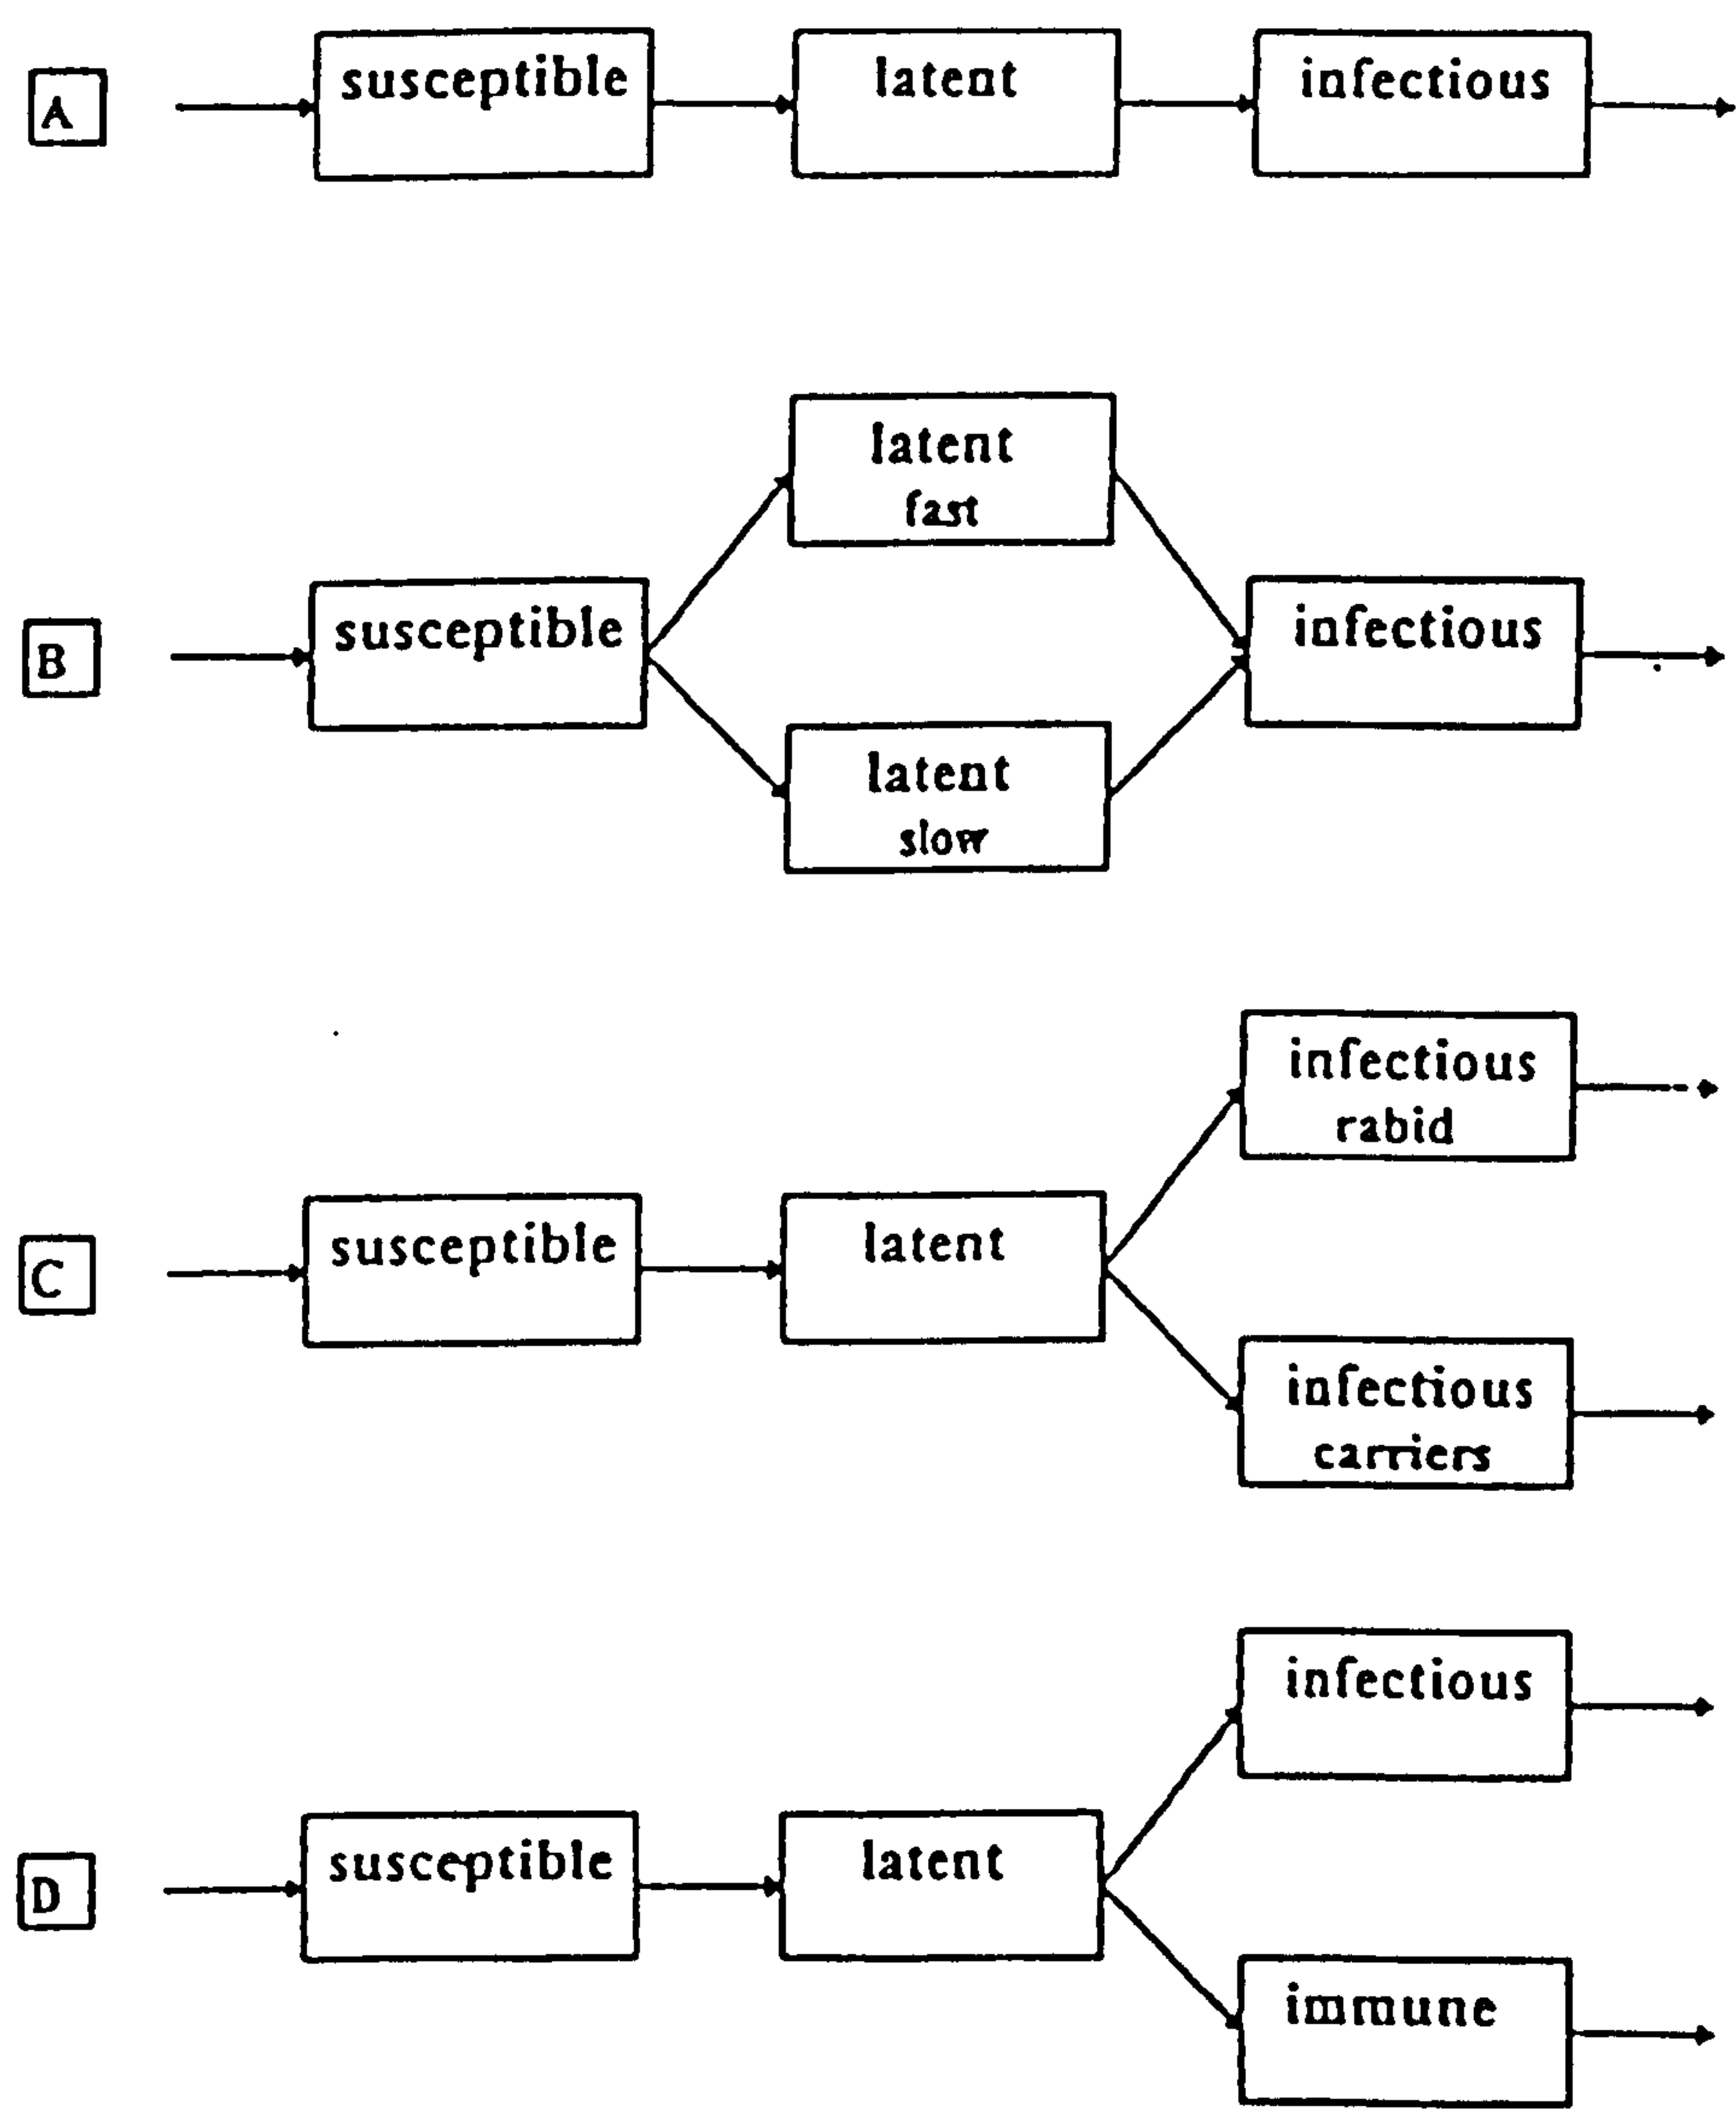 A
susceptible
latent
infectious
B
susceptible
latent
fast
latent
slow
infectious
C
susceptible
latent
infectious
rabid
infectious
carriers
D
susceptible
latent
infectious
immune